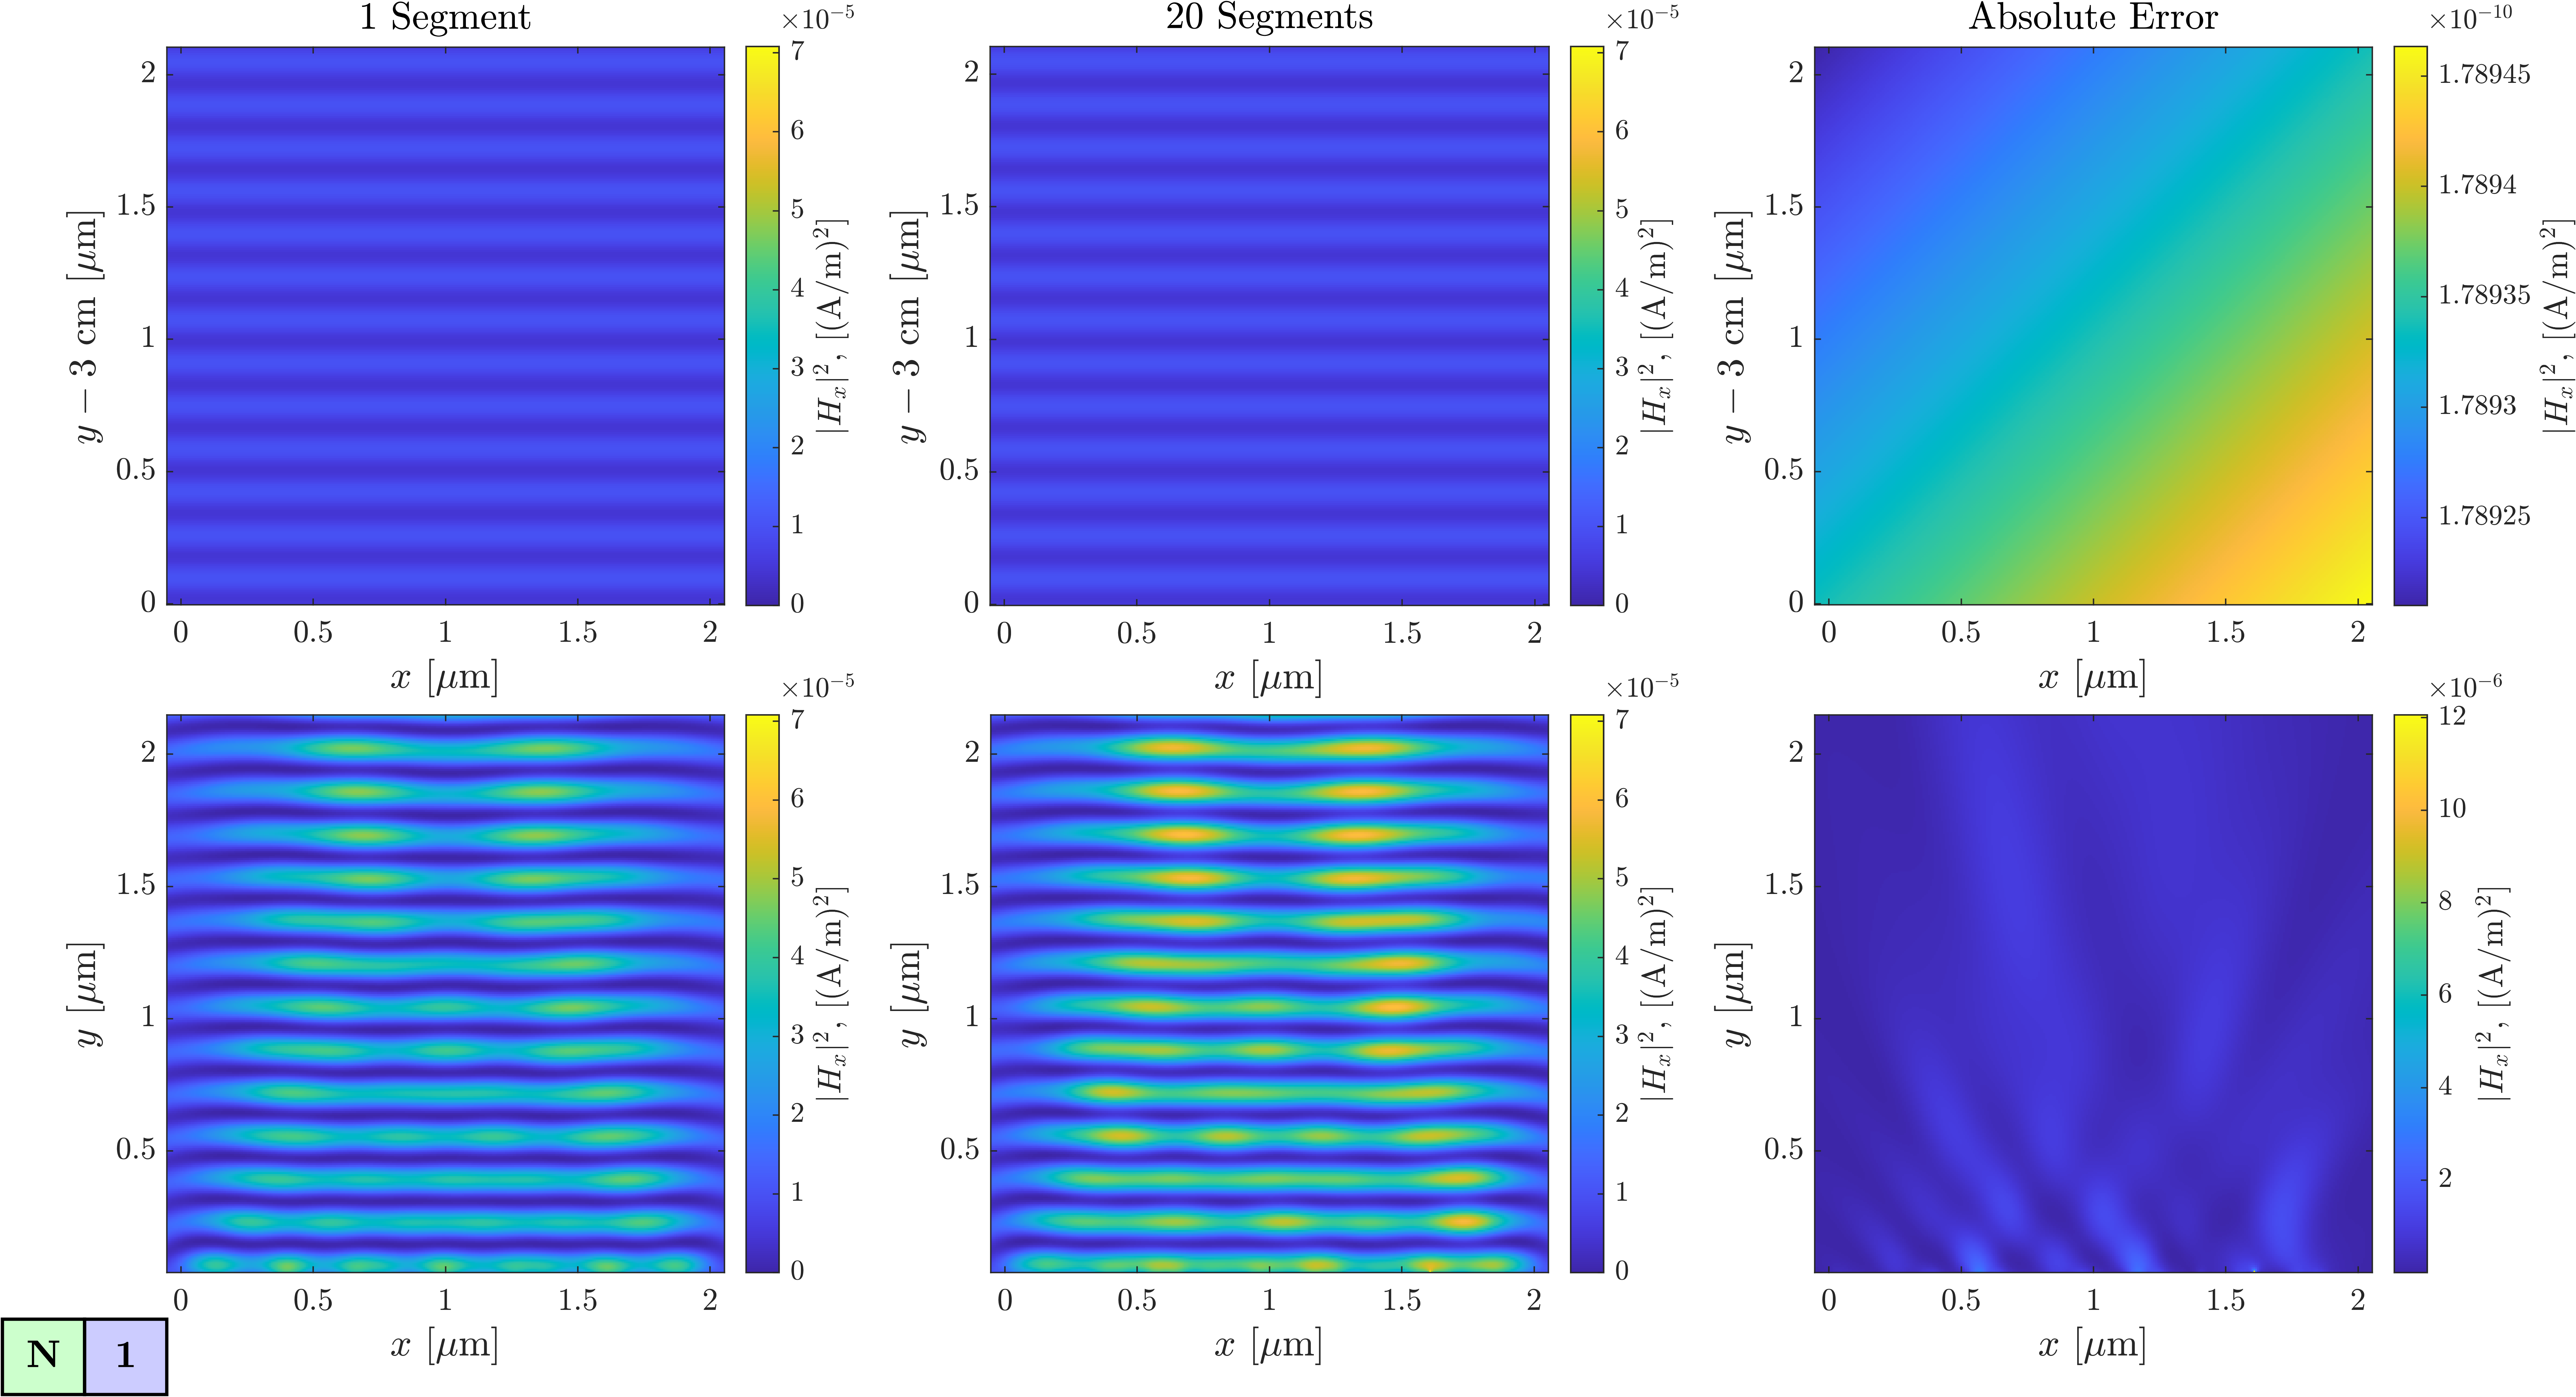 1 Segment
20 Segments
Absolute Error
×10⁻⁵
×10⁻⁵
×10⁻¹⁰
y − 3 cm [μm]
2
1.5
1
0.5
0
0 0.5 1 1.5 2
x [μm]
7
6
5
4
3
2
1
0
|Hₓ|², [(A/m)²]
y − 3 cm [μm]
2
1.5
1
0.5
0
0 0.5 1 1.5 2
x [μm]
7
6
5
4
3
2
1
0
|Hₓ|², [(A/m)²]
y − 3 cm [μm]
2
1.5
1
0.5
0
0 0.5 1 1.5 2
x [μm]
1.78945
1.7894
1.78935
1.7893
1.78925
|Hₓ|², [(A/m)²]
×10⁻⁵
×10⁻⁵
×10⁻⁶
y [μm]
2
1.5
1
0.5
0 0.5 1 1.5 2
x [μm]
7
6
5
4
3
2
1
0
|Hₓ|², [(A/m)²]
y [μm]
2
1.5
1
0.5
0 0.5 1 1.5 2
x [μm]
7
6
5
4
3
2
1
0
|Hₓ|², [(A/m)²]
y [μm]
2
1.5
1
0.5
0 0.5 1 1.5 2
x [μm]
12
10
8
6
4
2
|Hₓ|², [(A/m)²]
N 1